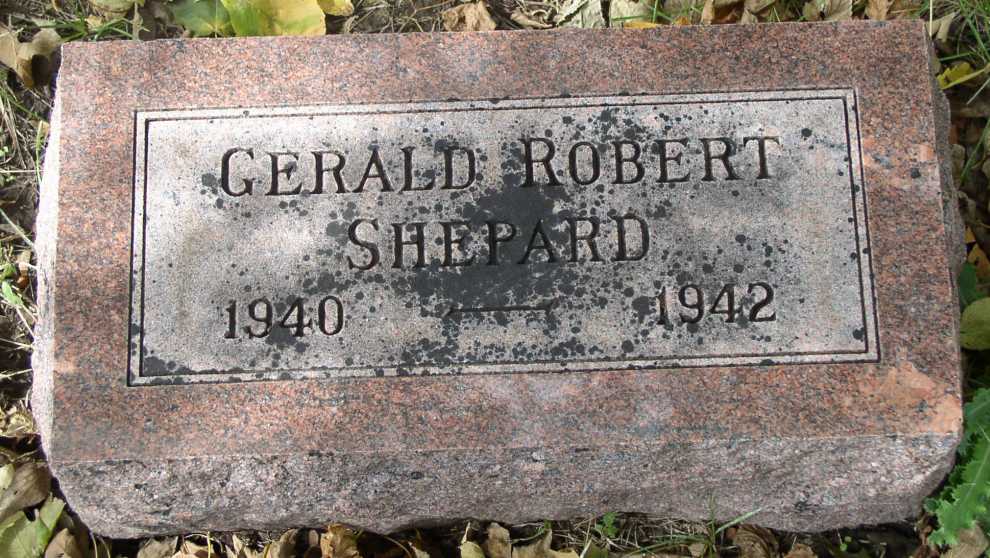 GERALD ROBERT
SHEPARD
1940 — 1942